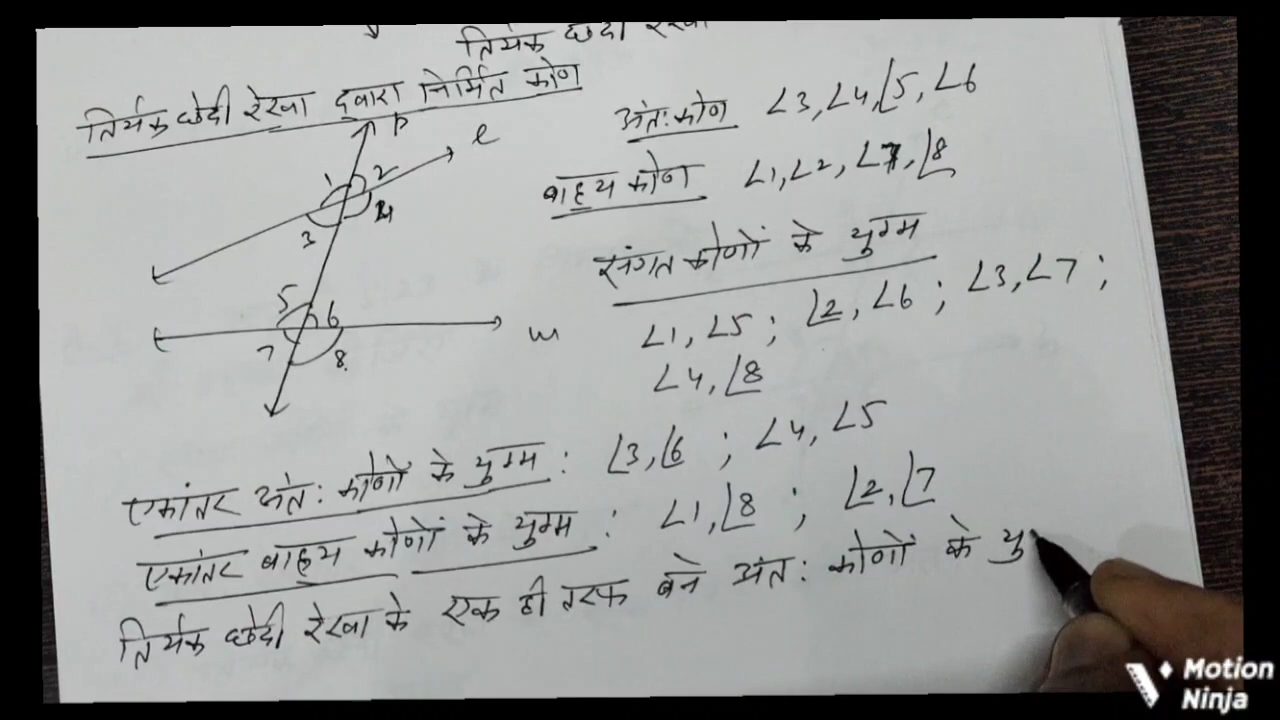 तिर्यक छेदी रेखा
तिर्यक छेदी रेखा द्वारा निर्मित कोण
p
l
1 2
3 4
5 6
7 8
m
अंतः कोण ∠3, ∠4, ∠5, ∠6
बाहय कोण ∠1, ∠2, ∠7, ∠8
संगत कोणों के युग्म
∠1, ∠5 ; ∠2, ∠6 ; ∠3, ∠7 ;
∠4, ∠8
एकांतर अंतः कोणों के युग्म : ∠3, ∠6 ; ∠4, ∠5
एकांतर बाहय कोणों के युग्म : ∠1, ∠8 ; ∠2, ∠7
तिर्यक छेदी रेखा के एक ही तरफ बने अंतः कोणों के यु
Motion
Ninja